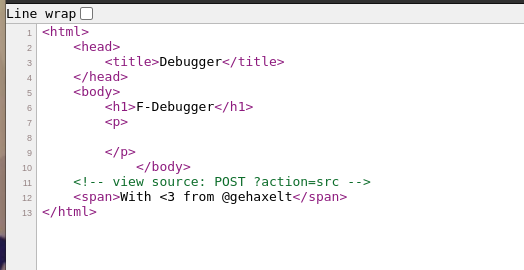 Line wrap
1 <html>
2 <head>
3 <title>Debugger</title>
4 </head>
5 <body>
6 <h1>F-Debugger</h1>
7 <p>
8
9 </p>
10 </body>
11 <!-- view source: POST ?action=src -->
12 <span>With <3 from @gehaxelt</span>
13 </html>